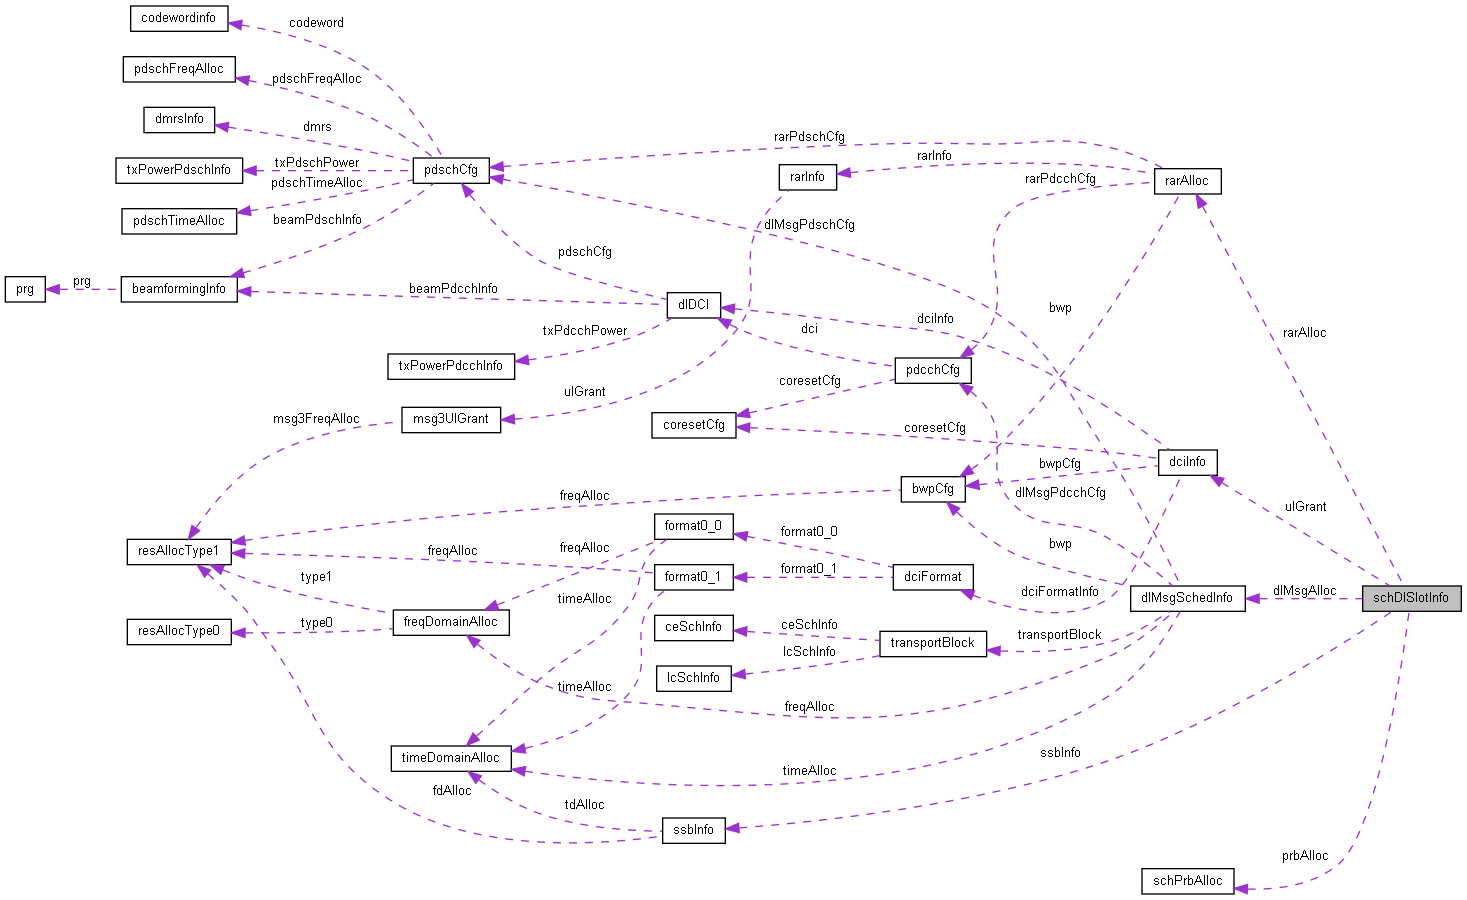 codewordinfo
codeword
pdschFreqAlloc
pdschFreqAlloc
dmrsInfo
dmrs
rarPdschCfg
txPowerPdschInfo
txPdschPower
pdschCfg
rarInfo
rarInfo
rarPdcchCfg
rarAlloc
pdschTimeAlloc
pdschTimeAlloc
beamPdschInfo
dlMsgPdschCfg
pdschCfg
prg
prg
beamformingInfo
beamPdcchInfo
dlDCI
dciInfo
bwp
txPdcchPower
dci
rarAlloc
txPowerPdcchInfo
pdcchCfg
ulGrant
coresetCfg
msg3FreqAlloc
msg3UlGrant
coresetCfg
coresetCfg
bwpCfg
dciInfo
freqAlloc
bwpCfg
dlMsgPdcchCfg
ulGrant
format0_0
format0_0
resAllocType1
freqAlloc
freqAlloc
bwp
type1
format0_1
format0_1
dciFormat
timeAlloc
dciFormatInfo
dlMsgSchedInfo
dlMsgAlloc
schDlSlotInfo
resAllocType0
type0
freqDomainAlloc
ceSchInfo
ceSchInfo
transportBlock
transportBlock
lcSchInfo
lcSchInfo
timeAlloc
freqAlloc
timeDomainAlloc
ssbInfo
timeAlloc
fdAlloc
tdAlloc
ssbInfo
prbAlloc
schPrbAlloc